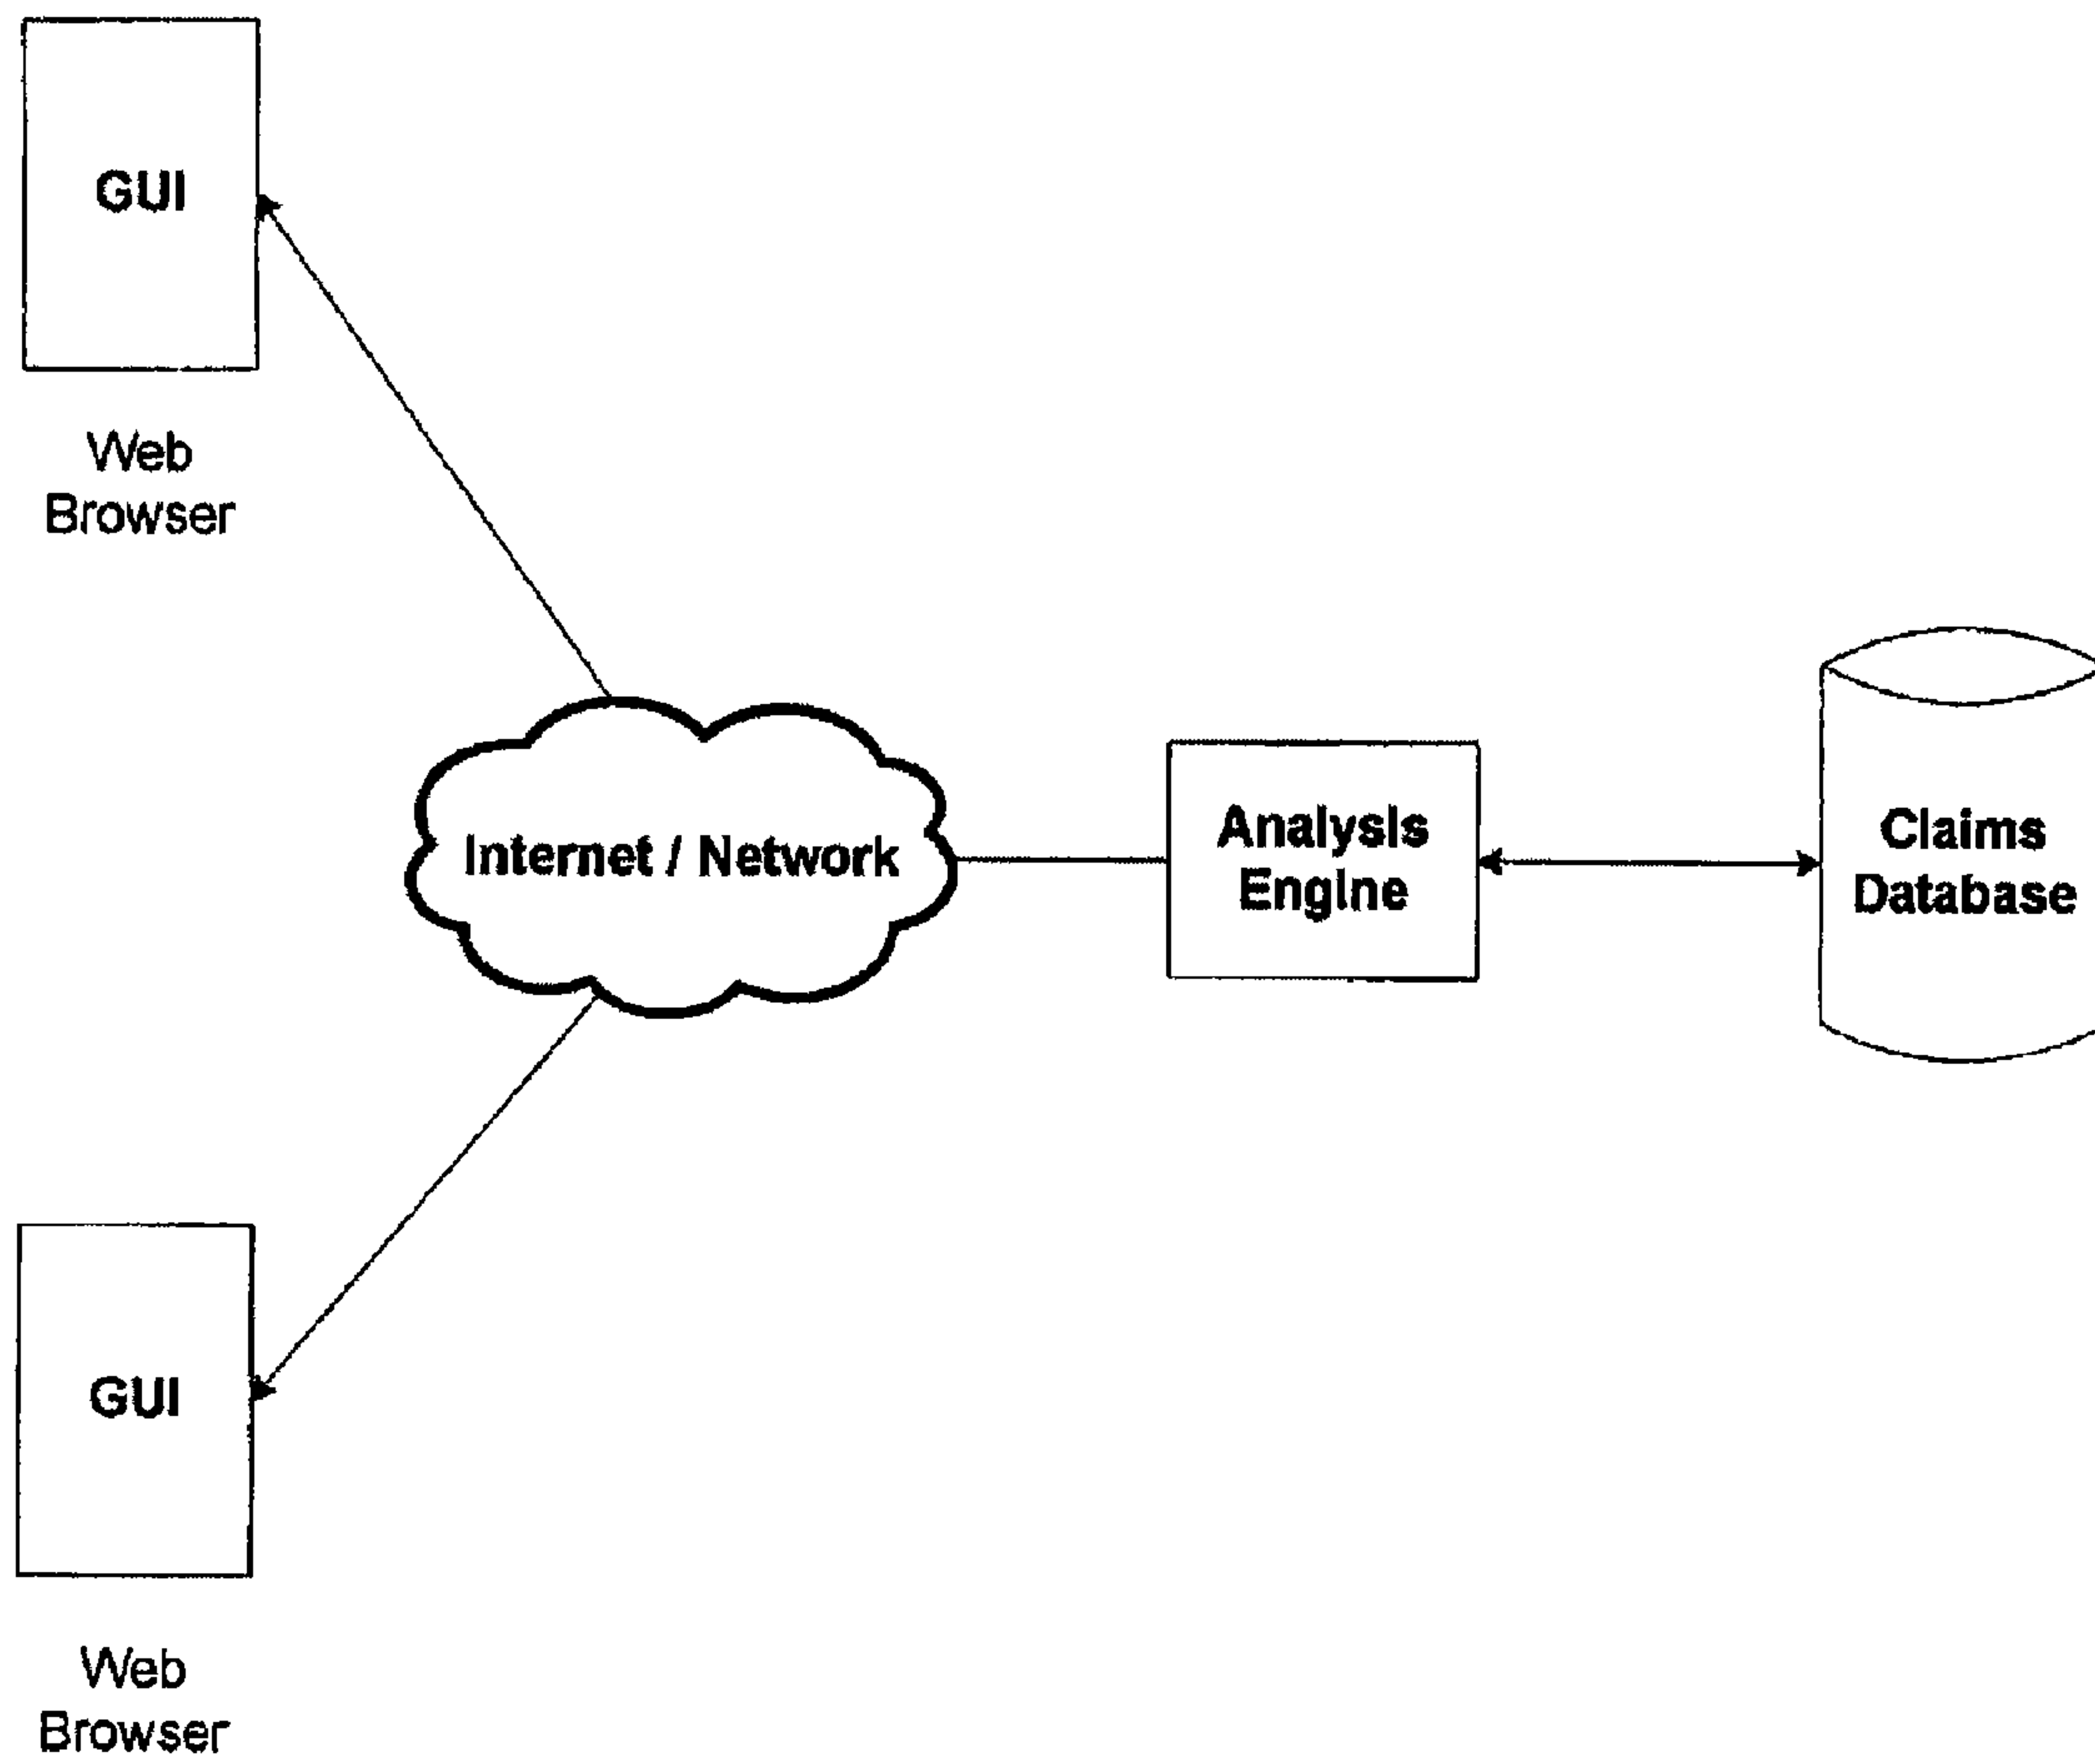 GUI
Web
Browser
Internet / Network
Analysis
Engine
Claims
Database
GUI
Web
Browser